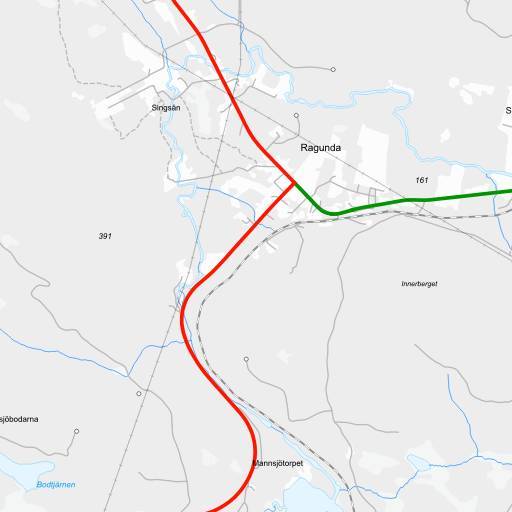 Singsån
S
Ragunda
161
391
Innerberget
sjöbodarna
Mannsjötorpet
Bodtjärnen